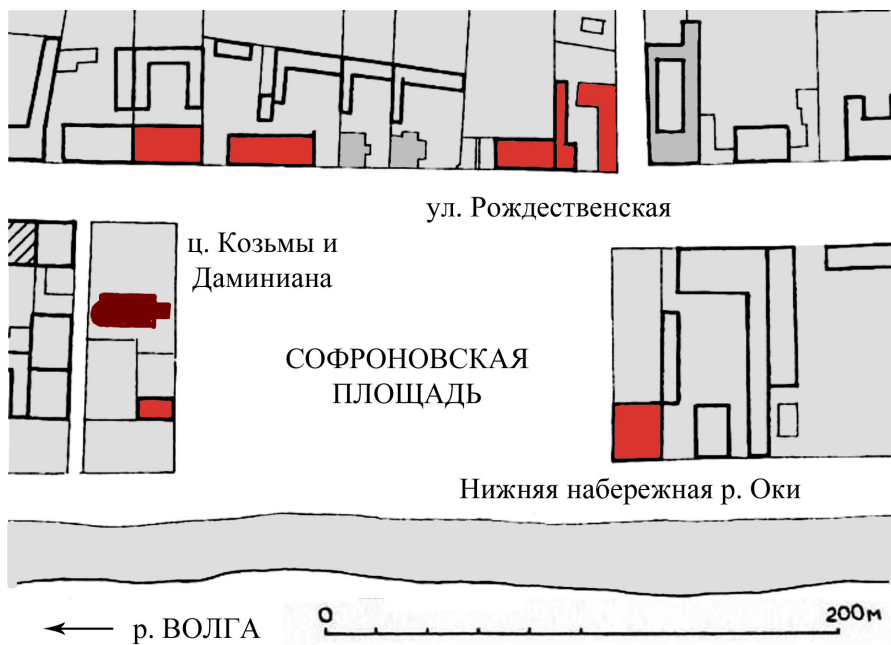 ул. Рождественская
ц. Козьмы и
Даминиана
СОФРОНОВСКАЯ
ПЛОЩАДЬ
Нижняя набережная р. Оки
р. ВОЛГА
0
200м